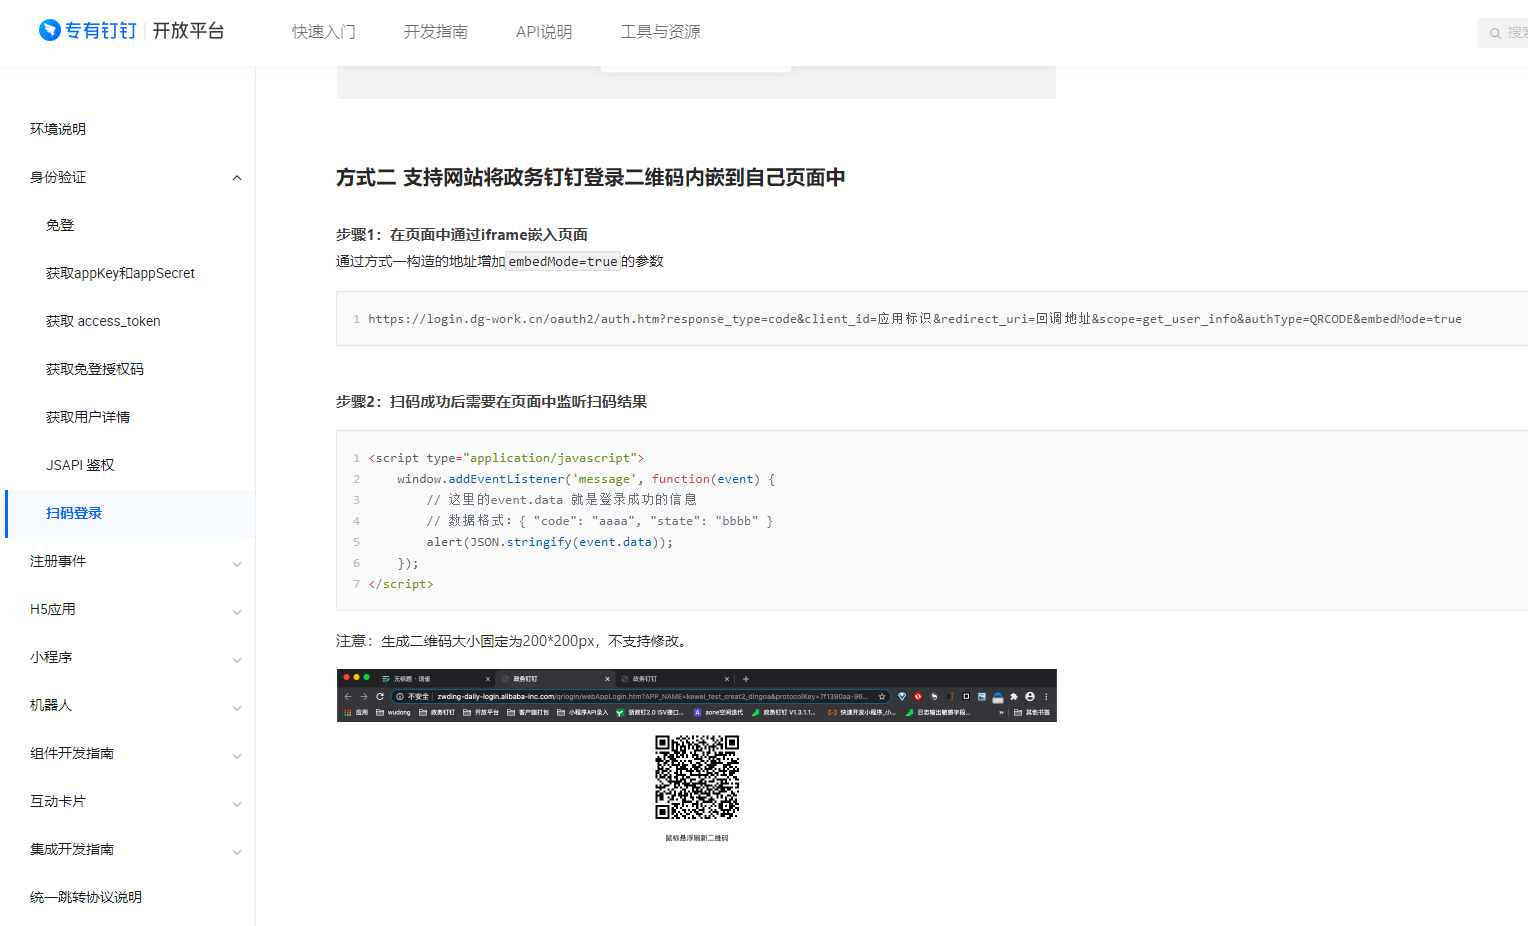 专有钉钉 开放平台
快速入门 开发指南 API说明 工具与资源
环境说明
身份验证
免登
获取appKey和appSecret
获取 access_token
获取免登授权码
获取用户详情
JSAPI 鉴权
扫码登录
注册事件
H5应用
小程序
机器人
组件开发指南
互动卡片
集成开发指南
统一跳转协议说明
方式二 支持网站将政务钉钉登录二维码内嵌到自己页面中
步骤1：在页面中通过iframe嵌入页面
通过方式一构造的地址增加embedMode=true的参数
1 https://login.dg-work.cn/oauth2/auth.htm?response_type=code&client_id=应用标识&redirect_uri=回调地址&scope=get_user_info&authType=QRCODE&embedMode=true
步骤2：扫码成功后需要在页面中监听扫码结果
1 <script type="application/javascript">
2 window.addEventListener('message', function(event) {
3 // 这里的event.data 就是登录成功的信息
4 // 数据格式：{ "code": "aaaa", "state": "bbbb" }
5 alert(JSON.stringify(event.data));
6 });
7 </script>
注意：生成二维码大小固定为200*200px，不支持修改。
无标题 · 语雀 政务钉钉 政务钉钉
不安全 zwding-daily-login.alibaba-inc.com/qrlogin/webAppLogin.htm?APP_NAME=kewei_test_creat2_dingoa&protocolKey=7f1390aa-96...
应用 wudong 政务钉钉 开放平台 客户端打包 小程序API录入 aone空间迭代 政务钉钉 V1.3.1.1... 快速开发小程序_小... 日志输出敏感字段... » 其他书签
鼠标悬浮刷新二维码